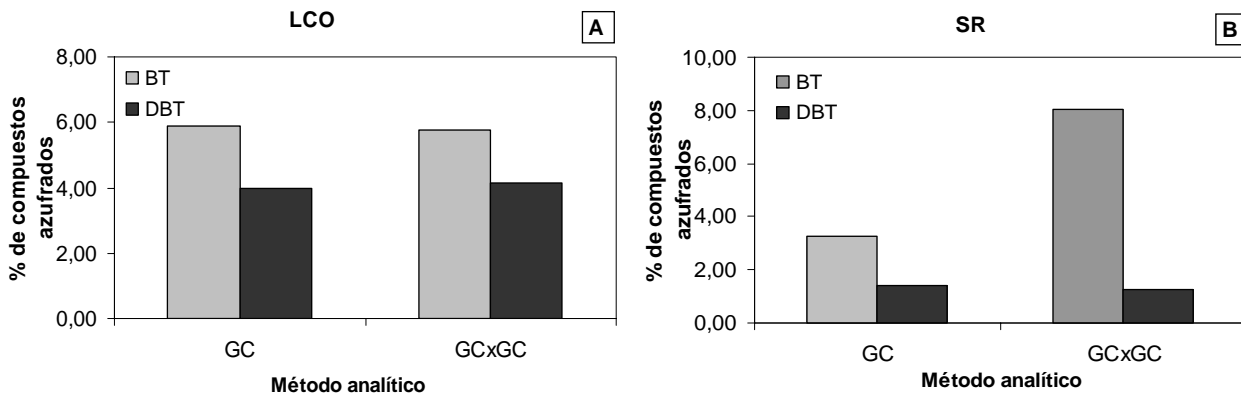 LCO
A
8,00
6,00
4,00
2,00
0,00
% de compuestos
azufrados
BT
DBT
GC
GCxGC
Método analítico
SR
B
10,00
8,00
6,00
4,00
2,00
0,00
% de compuestos
azufrados
BT
DBT
GC
GCxGC
Método analítico